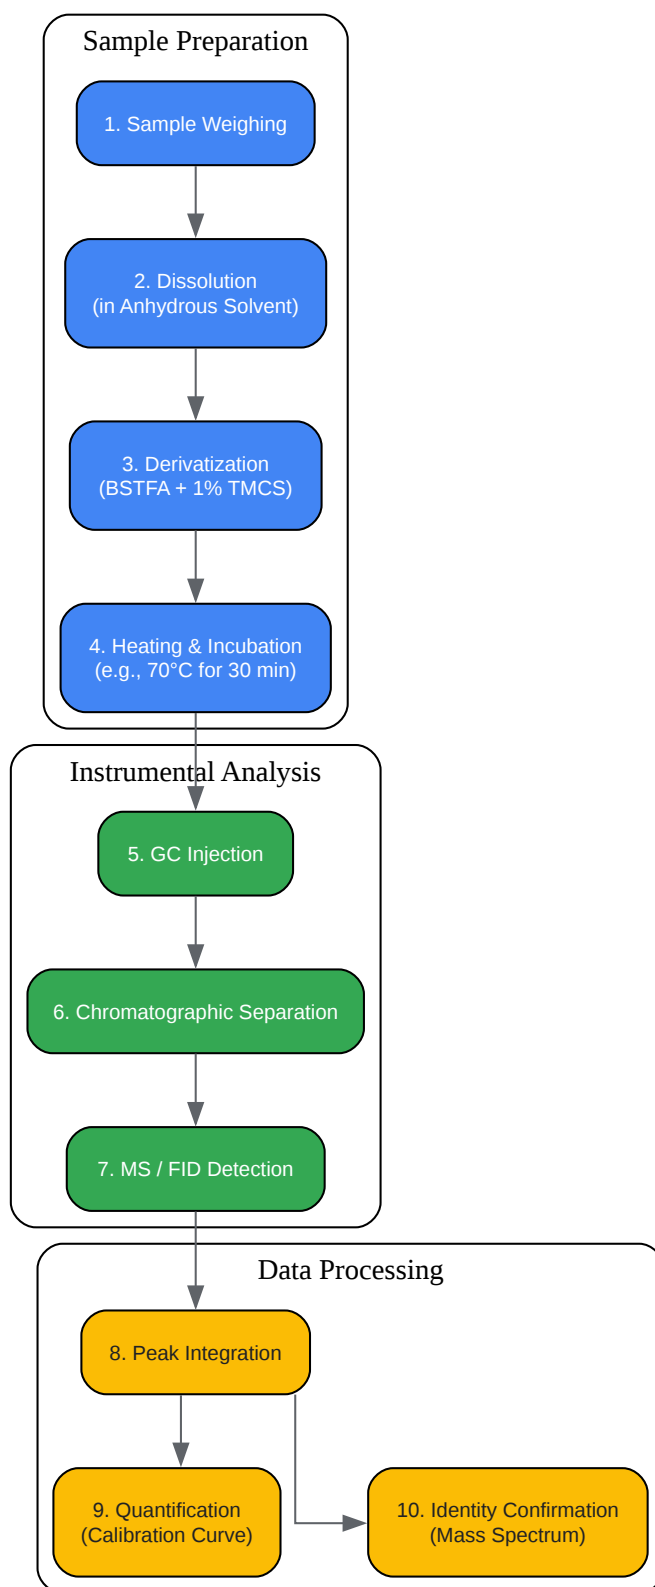 Sample Preparation
1. Sample Weighing
2. Dissolution
(in Anhydrous Solvent)
3. Derivatization
(BSTFA + 1% TMCS)
4. Heating & Incubation
(e.g., 70°C for 30 min)
Instrumental Analysis
5. GC Injection
6. Chromatographic Separation
7. MS / FID Detection
Data Processing
8. Peak Integration
9. Quantification
(Calibration Curve)
10. Identity Confirmation
(Mass Spectrum)